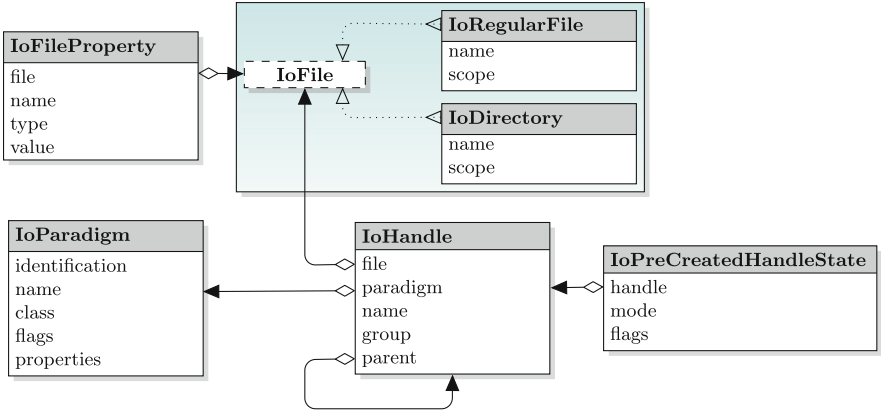 IoFileProperty
file
name
type
value
IoFile
IoRegularFile
name
scope
IoDirectory
name
scope
IoParadigm
identification
name
class
flags
properties
IoHandle
file
paradigm
name
group
parent
IoPreCreatedHandleState
handle
mode
flags